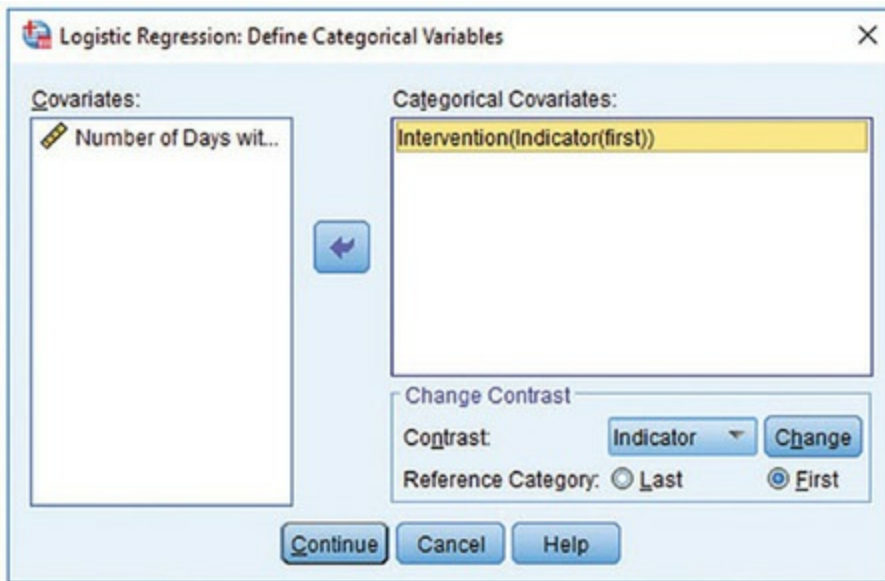 Logistic Regression: Define Categorical Variables
Covariates:
Number of Days wit...
Categorical Covariates:
Intervention(Indicator(first))
Change Contrast
Contrast:
Indicator
Change
Reference Category:
Last
First
Continue
Cancel
Help